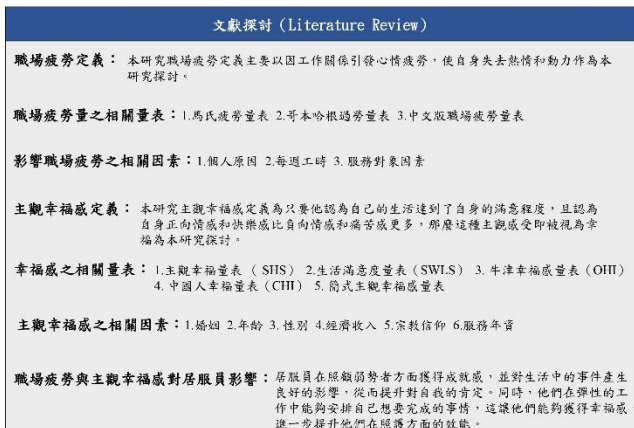 文獻探討（Literature Review）
職場疲勞定義： 本研究職場疲勞定義主要以因工作關係引發心情疲勞，使自身失去熱情和動力作為本
研究探討。
職場疲勞量之相關量表：1.馬氏疲勞量表 2.哥本哈根過勞量表 3.中文版職場疲勞量表
影響職場疲勞之相關因素：1.個人原因 2.每週工時 3. 服務對象因素
主觀幸福感定義： 本研究主觀幸福感定義為只要他認為自己的生活達到了自身的滿意程度，且認為
自身正向情感和快樂感比負向情感和痛苦感更多，那麼這種主觀感受即被視為幸
福為本研究探討。
幸福感之相關量表：1.主觀幸福量表（SHS） 2.生活滿意度量表（SWLS） 3. 牛津幸福感量表（OHI）
4. 中國人幸福量表（CHI） 5. 簡式主觀幸福感量表
主觀幸福感之相關因素：1.婚姻 2.年齡 3. 性別 4.經濟收入 5.宗教信仰 6.服務年資
職場疲勞與主觀幸福感對居服員影響：居服員在照顧弱勢者方面獲得成就感，並對生活中的事件產生
良好的影響，從而提升對自我的肯定。同時，他們在彈性的工
作中能夠安排自己想要完成的事情，這讓他們能夠獲得幸福感，
進一步提升他們在照護方面的效能。